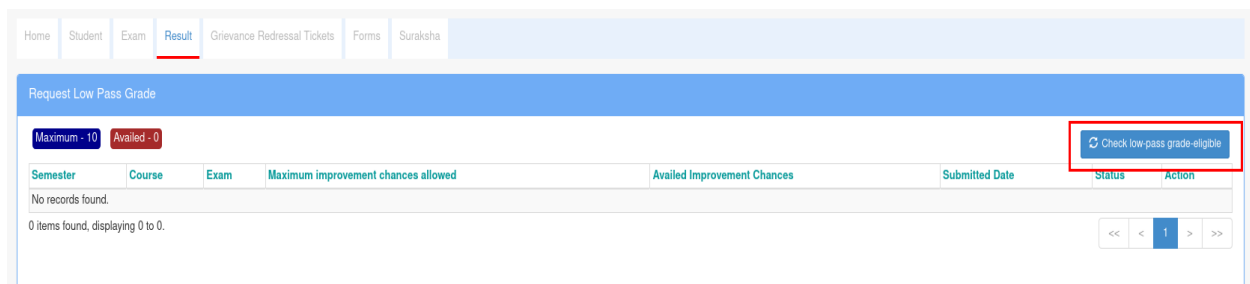 Home Student Exam Result Grievance Redressal Tickets Forms Suraksha
Request Low Pass Grade
Maximum - 10 Availed - 0
Check low-pass grade-eligible
Semester Course Exam Maximum improvement chances allowed Availed Improvement Chances Submitted Date Status Action
No records found.
0 items found, displaying 0 to 0.
<< < 1 > >>